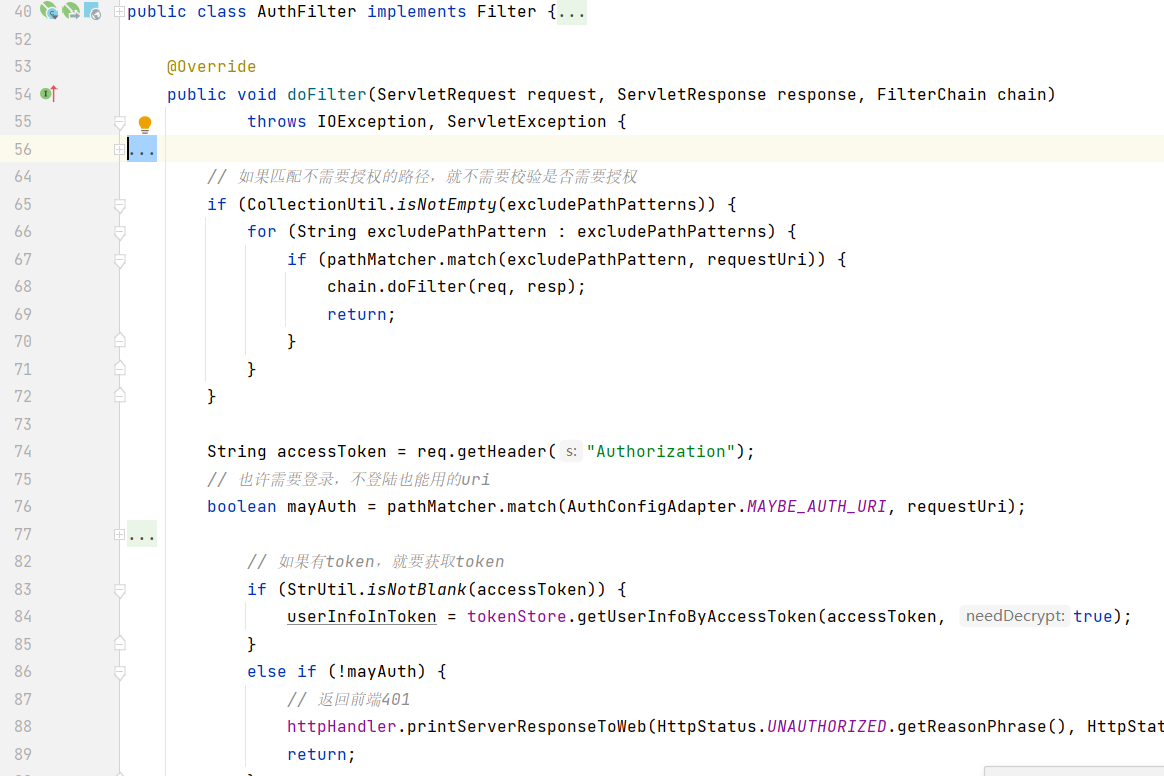 40 public class AuthFilter implements Filter {...
52
53 @Override
54 public void doFilter(ServletRequest request, ServletResponse response, FilterChain chain)
55 throws IOException, ServletException {
56 ...
64 // 如果匹配不需要授权的路径，就不需要校验是否需要授权
65 if (CollectionUtil.isNotEmpty(excludePathPatterns)) {
66 for (String excludePathPattern : excludePathPatterns) {
67 if (pathMatcher.match(excludePathPattern, requestUri)) {
68 chain.doFilter(req, resp);
69 return;
70 }
71 }
72 }
73
74 String accessToken = req.getHeader( s: "Authorization");
75 // 也许需要登录，不登陆也能用的uri
76 boolean mayAuth = pathMatcher.match(AuthConfigAdapter.MAYBE_AUTH_URI, requestUri);
77 ...
82 // 如果有token，就要获取token
83 if (StrUtil.isNotBlank(accessToken)) {
84 userInfoInToken = tokenStore.getUserInfoByAccessToken(accessToken, needDecrypt: true);
85 }
86 else if (!mayAuth) {
87 // 返回前端401
88 httpHandler.printServerResponseToWeb(HttpStatus.UNAUTHORIZED.getReasonPhrase(), HttpStat
89 return;